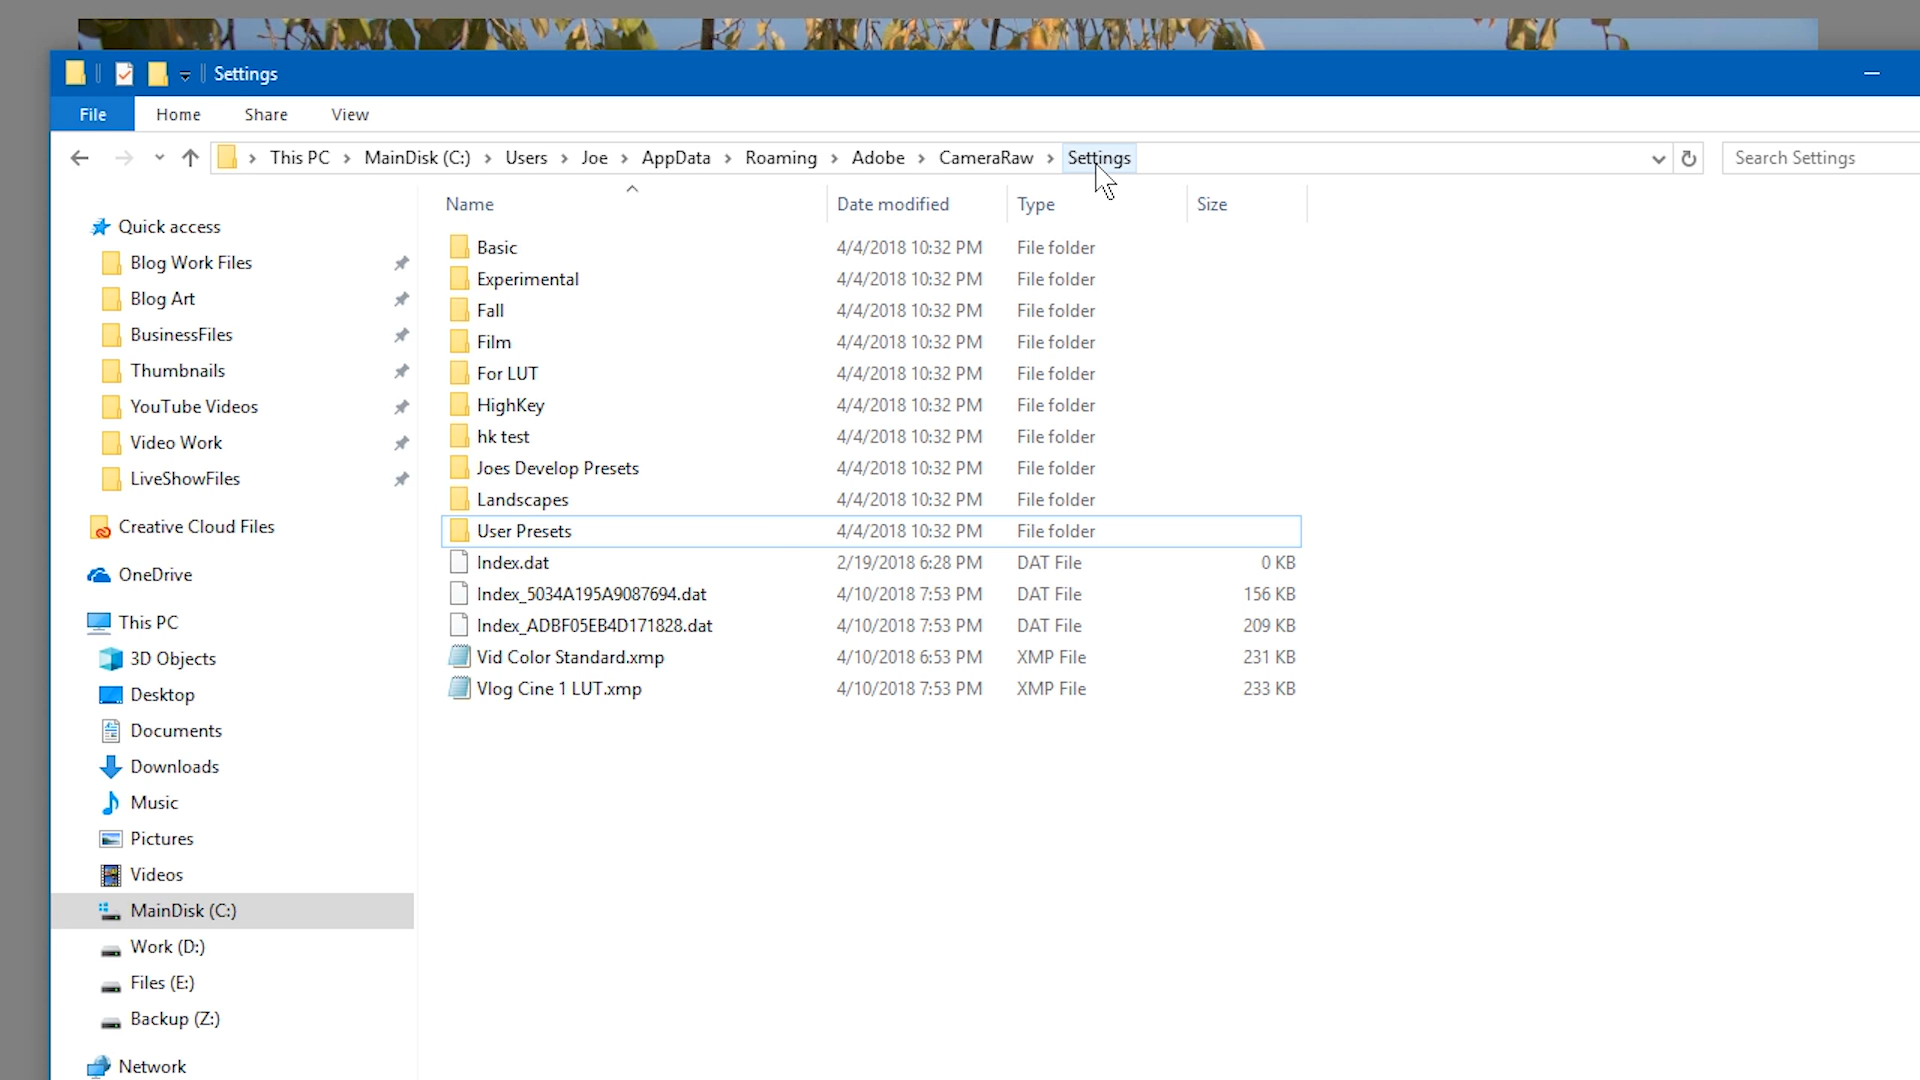 Settings
File Home Share View
This PC MainDisk (C:) Users Joe AppData Roaming Adobe CameraRaw Settings Search Settings
Name Date modified Type Size
Quick access
Blog Work Files
Blog Art
BusinessFiles
Thumbnails
YouTube Videos
Video Work
LiveShowFiles
Creative Cloud Files
OneDrive
This PC
3D Objects
Desktop
Documents
Downloads
Music
Pictures
Videos
MainDisk (C:)
Work (D:)
Files (E:)
Backup (Z:)
Network
Basic 4/4/2018 10:32 PM File folder
Experimental 4/4/2018 10:32 PM File folder
Fall 4/4/2018 10:32 PM File folder
Film 4/4/2018 10:32 PM File folder
For LUT 4/4/2018 10:32 PM File folder
HighKey 4/4/2018 10:32 PM File folder
hk test 4/4/2018 10:32 PM File folder
Joes Develop Presets 4/4/2018 10:32 PM File folder
Landscapes 4/4/2018 10:32 PM File folder
User Presets 4/4/2018 10:32 PM File folder
Index.dat 2/19/2018 6:28 PM DAT File 0 KB
Index_5034A195A9087694.dat 4/10/2018 7:53 PM DAT File 156 KB
Index_ADBF05EB4D171828.dat 4/10/2018 7:53 PM DAT File 209 KB
Vid Color Standard.xmp 4/10/2018 6:53 PM XMP File 231 KB
Vlog Cine 1 LUT.xmp 4/10/2018 7:53 PM XMP File 233 KB